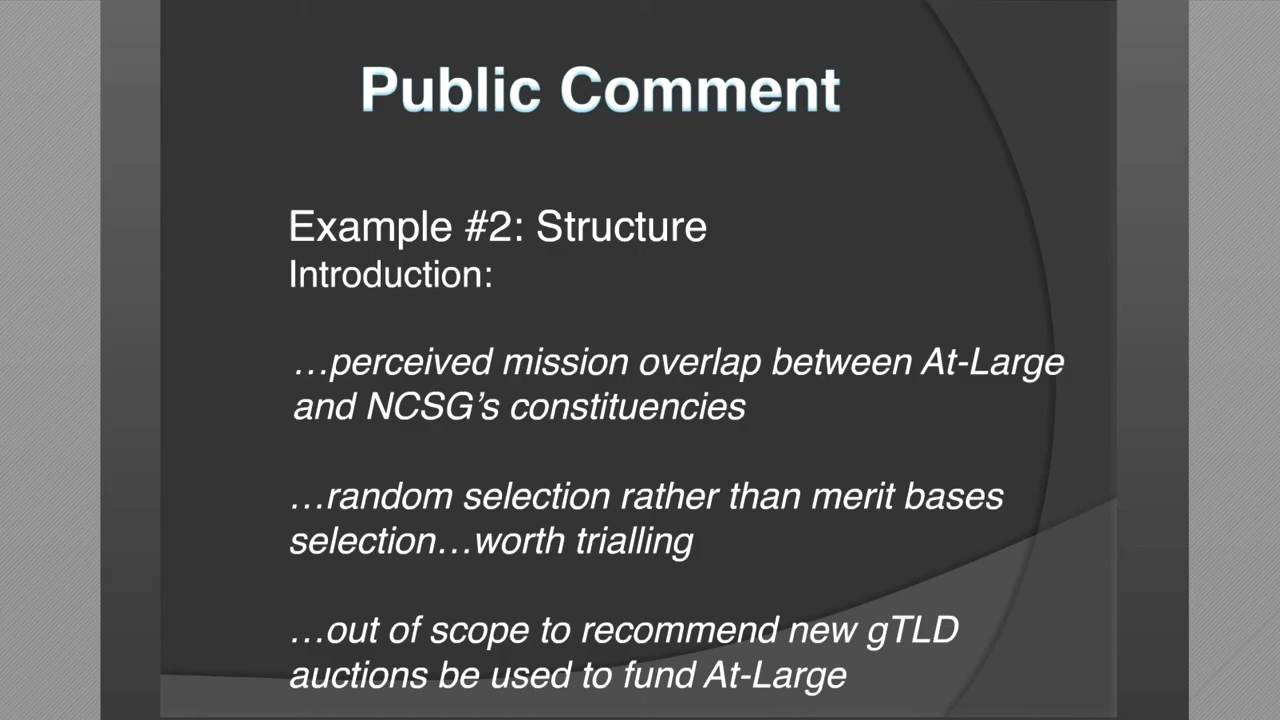 Public Comment
Example #2: Structure
Introduction:
…perceived mission overlap between At-Large
and NCSG’s constituencies
…random selection rather than merit bases
selection…worth trialling
…out of scope to recommend new gTLD
auctions be used to fund At-Large